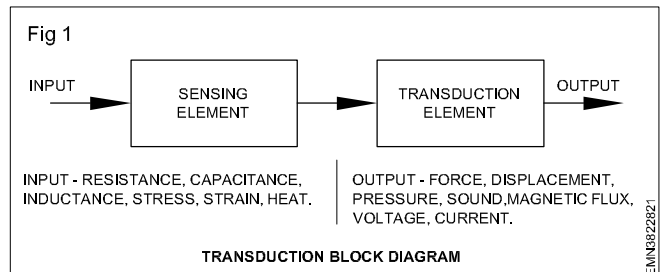 Fig 1
INPUT
SENSING
ELEMENT
TRANSDUCTION
ELEMENT
OUTPUT
INPUT - RESISTANCE, CAPACITANCE,
INDUCTANCE, STRESS, STRAIN, HEAT.
OUTPUT - FORCE, DISPLACEMENT,
PRESSURE, SOUND,MAGNETIC FLUX,
VOLTAGE, CURRENT.
TRANSDUCTION BLOCK DIAGRAM
EMN3822821